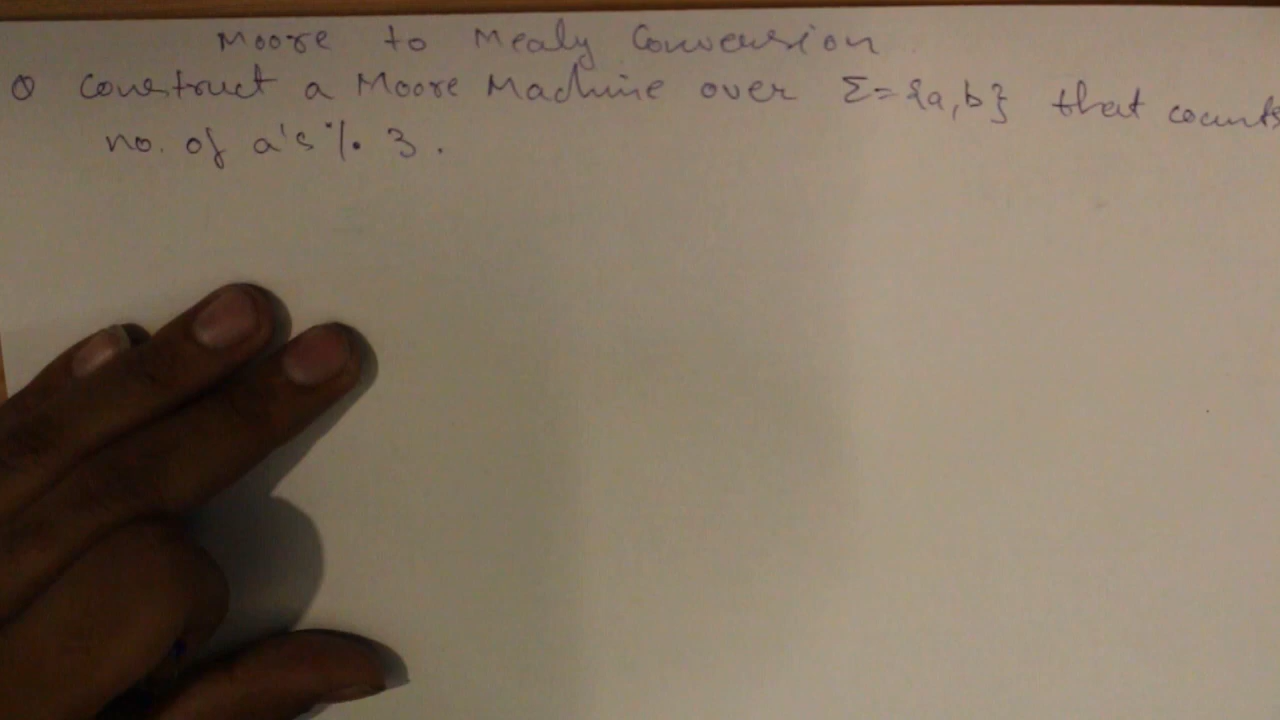 Moore to Mealy Conversion
Q Construct a Moore Machine over Σ={a,b} that counts
no. of a's % 3.